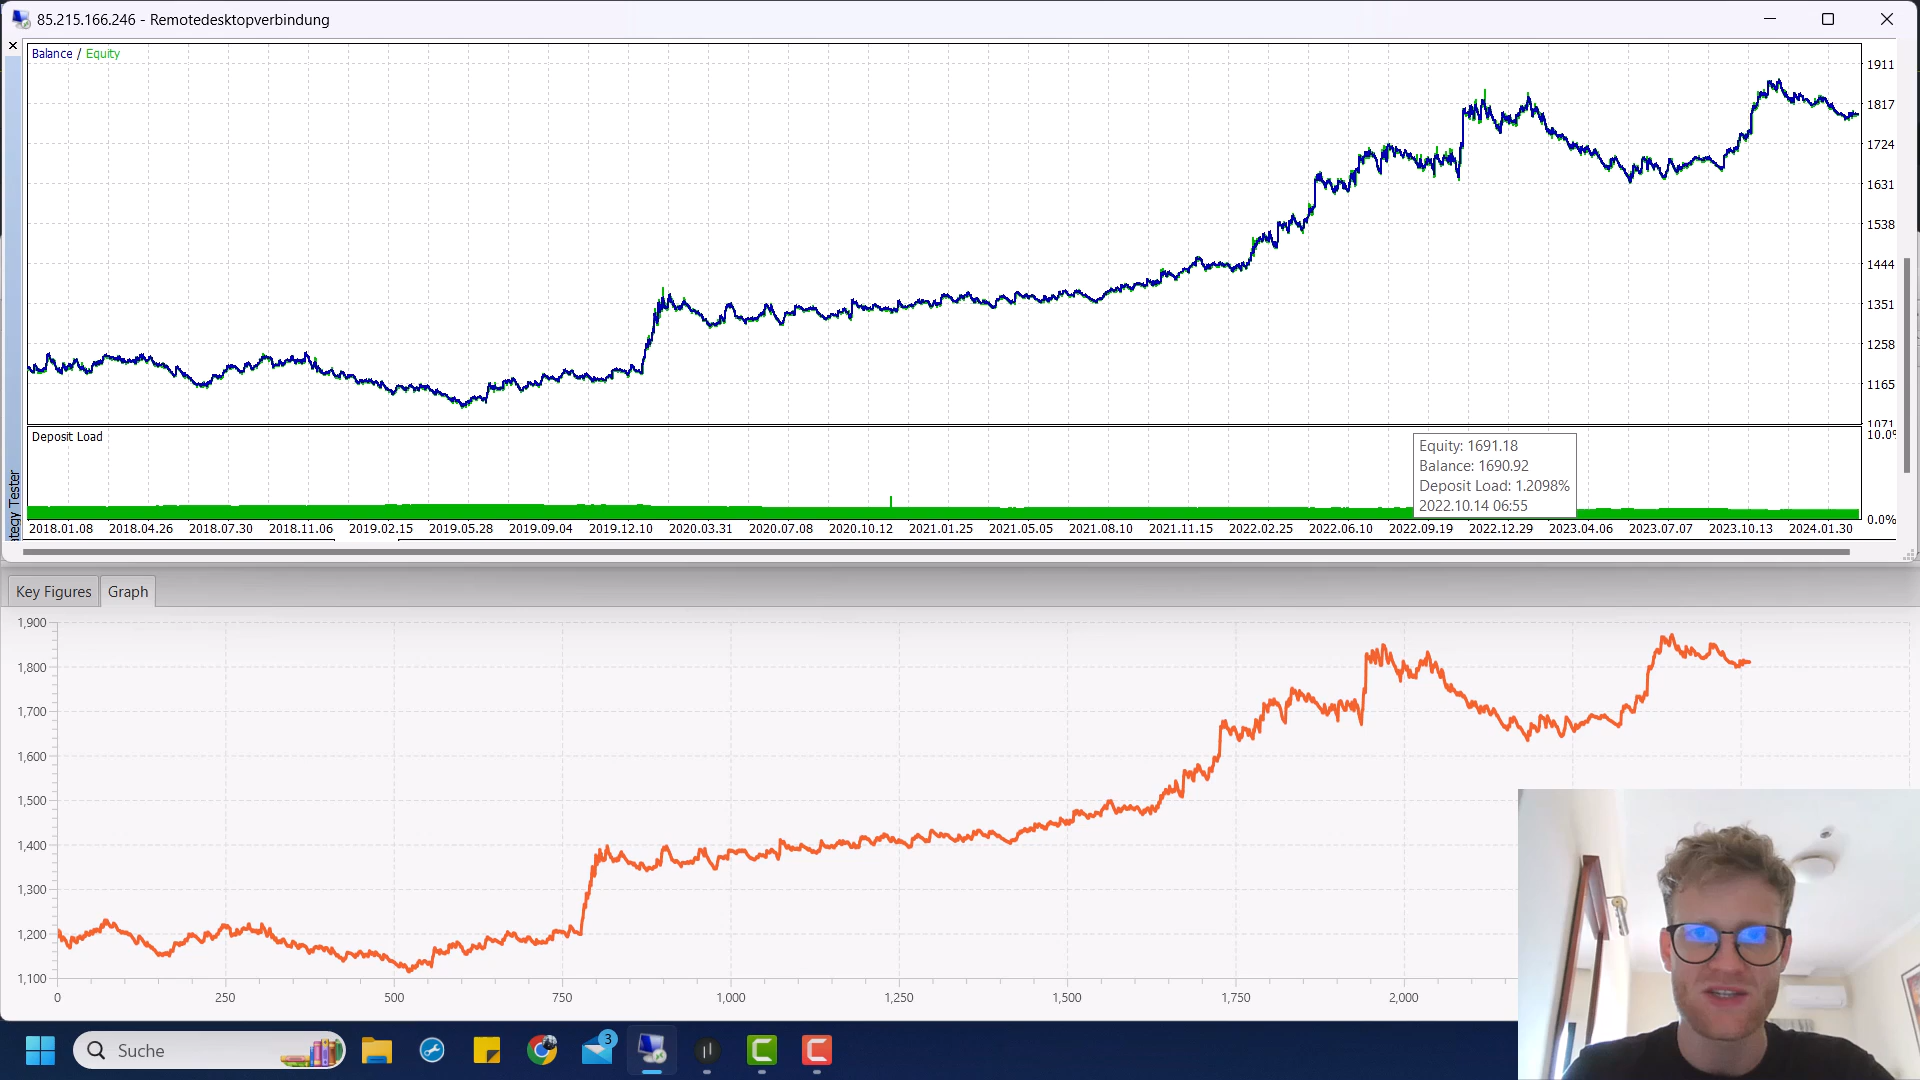 85.215.166.246 - Remotedesktopverbindung
Balance / Equity
1911
1817
1724
1631
1538
1444
1351
1258
1165
1071
Deposit Load
10.0%
0.0%
Equity: 1691.18
Balance: 1690.92
Deposit Load: 1.2098%
2022.10.14 06:55
2018.01.08 2018.04.26 2018.07.30 2018.11.06 2019.02.15 2019.05.28 2019.09.04 2019.12.10 2020.03.31 2020.07.08 2020.10.12 2021.01.25 2021.05.05 2021.08.10 2021.11.15 2022.02.25 2022.06.10 2022.09.19 2022.12.29 2023.04.06 2023.07.07 2023.10.13 2024.01.30
ategy Tester
Key Figures Graph
1,900
1,800
1,700
1,600
1,500
1,400
1,300
1,200
1,100
0 250 500 750 1,000 1,250 1,500 1,750 2,000
Suche
3